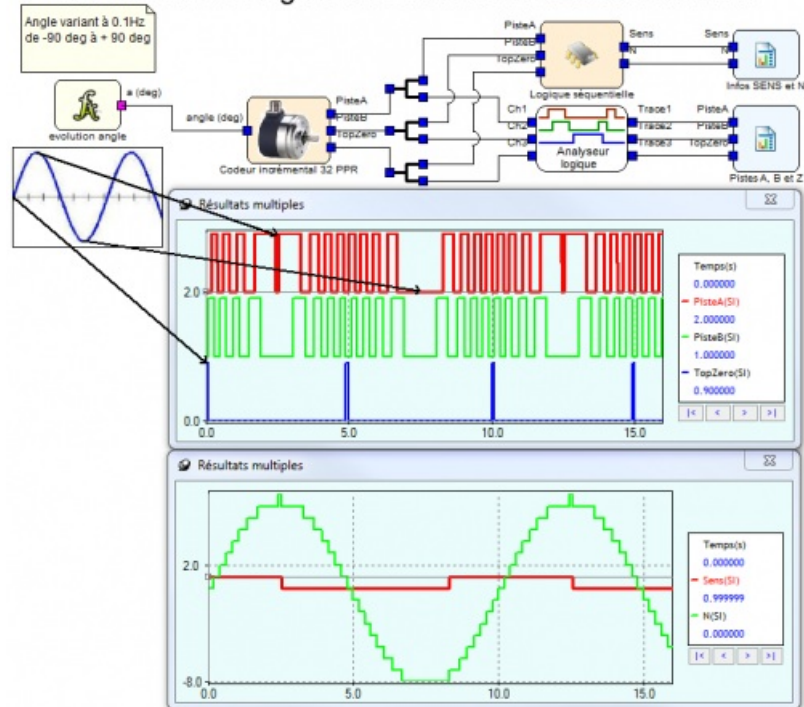 Angle variant à 0.1Hz
de -90 deg à + 90 deg
a (deg)
evolution angle
angle (deg)
PisteA
PisteB
TopZero
Codeur incrémental 32 PPR
PisteA
PisteB
TopZero
Sens
N
Logique séquentielle
Sens
N
Infos SENS et N
Ch1
Ch2
Ch3
Analyseur
logique
Trace1
Trace2
Trace3
PisteA
PisteB
TopZero
Pistes A, B et Z
Résultats multiples
2.0
0.0
0.0
5.0
10.0
15.0
Temps(s)
0.000000
PisteA(SI)
2.000000
PisteB(SI)
1.000000
TopZero(SI)
0.900000
|< < > >|
Résultats multiples
2.0
-8.0
0.0
5.0
10.0
15.0
Temps(s)
0.000000
Sens(SI)
0.999999
N(SI)
0.000000
|< < > >|